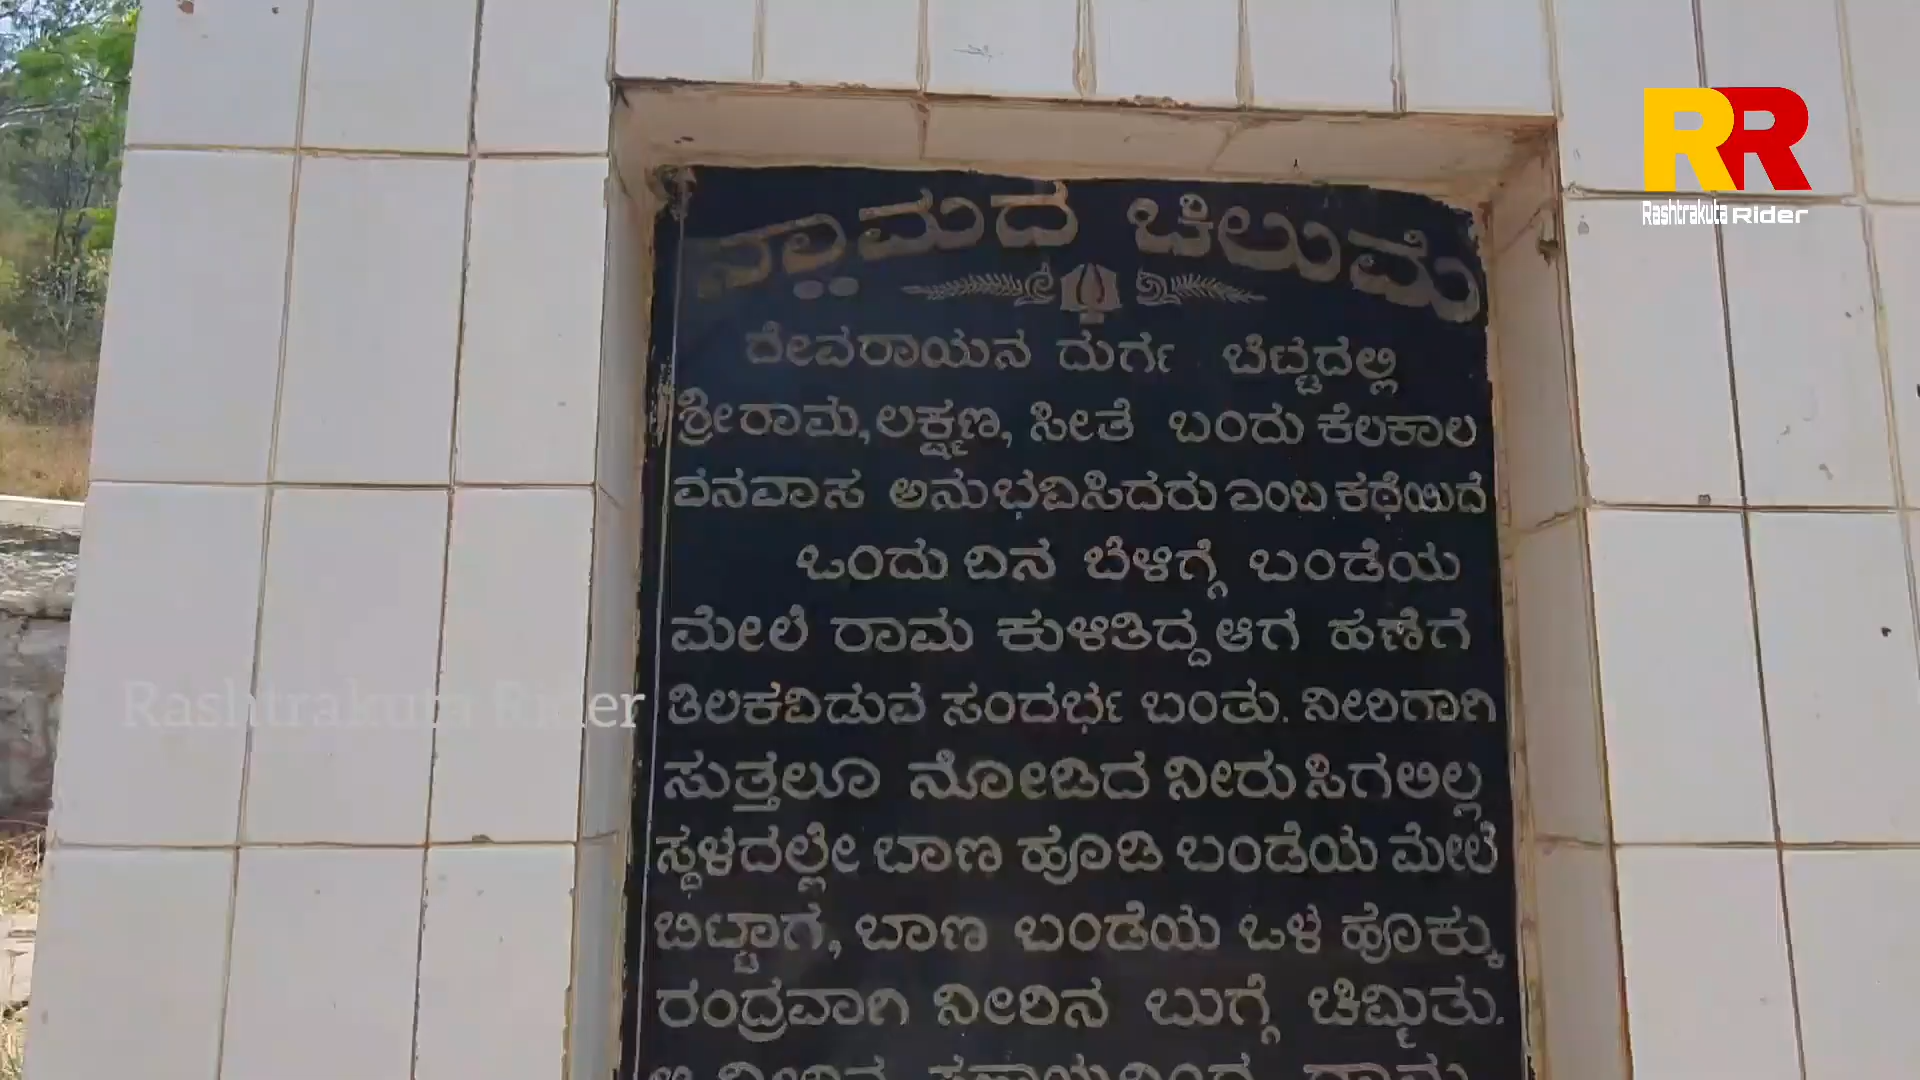 RR
Rashtrakuta Rider
ನಾಮದ ಚಿಲುಮೆ
ದೇವರಾಯನ ದುರ್ಗ ಬೆಟ್ಟದಲ್ಲಿ
ಶ್ರೀರಾಮ, ಲಕ್ಷ್ಮಣ, ಸೀತೆ ಬಂದು ಕೆಲಕಾಲ
ವನವಾಸ ಅನುಭವಿಸಿದರು ಎಂಬ ಕಥೆಯಿದೆ
ಒಂದು ದಿನ ಬೆಳಿಗ್ಗೆ ಬಂಡೆಯ
ಮೇಲೆ ರಾಮ ಕುಳಿತಿದ್ದ ಆಗ ಹಣೆಗೆ
ತಿಲಕವಿಡುವ ಸಂದರ್ಭ ಬಂತು. ನೀರಿಗಾಗಿ
ಸುತ್ತಲೂ ನೋಡಿದ ನೀರು ಸಿಗಲಿಲ್ಲ
ಸ್ಥಳದಲ್ಲೇ ಬಾಣ ಹೂಡಿ ಬಂಡೆಯ ಮೇಲೆ
ಬಿಟ್ಟಾಗ, ಬಾಣ ಬಂಡೆಯ ಒಳ ಹೊಕ್ಕು
ರಂದ್ರವಾಗಿ ನೀರಿನ ಬುಗ್ಗೆ ಚಿಮ್ಮಿತು.
Rashtrakuta Rider